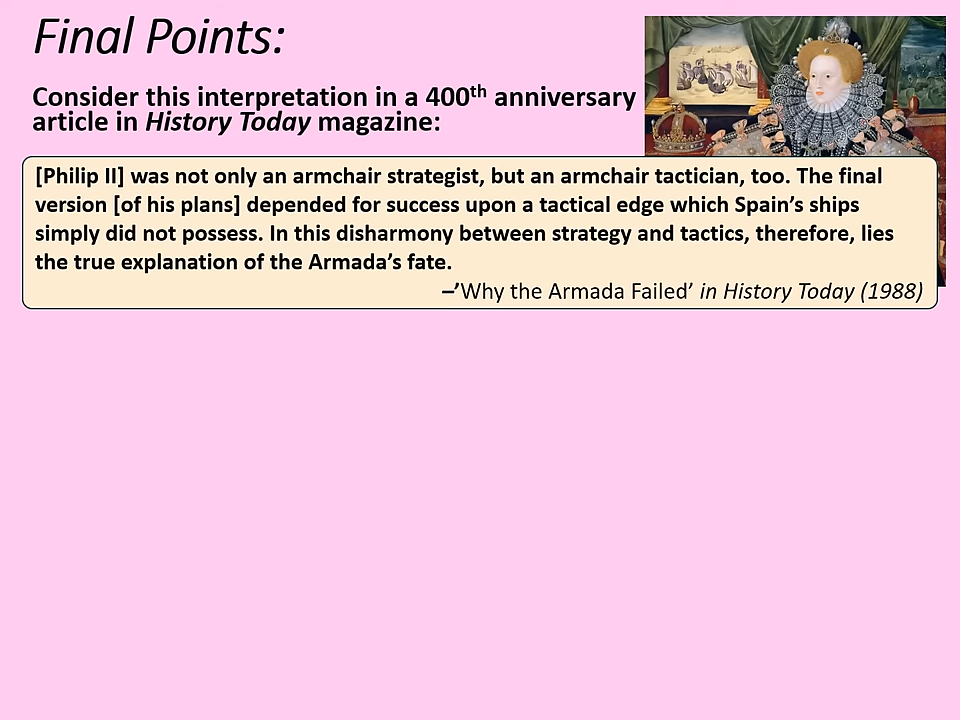 Final Points:
Consider this interpretation in a 400th anniversary
article in History Today magazine:
[Philip II] was not only an armchair strategist, but an armchair tactician, too. The final
version [of his plans] depended for success upon a tactical edge which Spain’s ships
simply did not possess. In this disharmony between strategy and tactics, therefore, lies
the true explanation of the Armada’s fate.
–’Why the Armada Failed’ in History Today (1988)